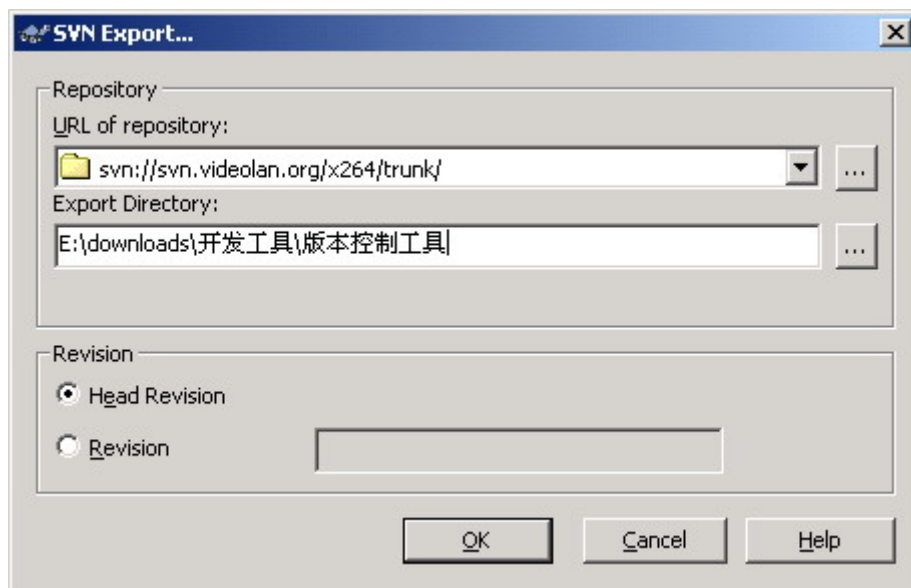 SVN Export...
Repository
URL of repository:
svn://svn.videolan.org/x264/trunk/
...
Export Directory:
E:\downloads\开发工具\版本控制工具
...
Revision
Head Revision
Revision
OK Cancel Help